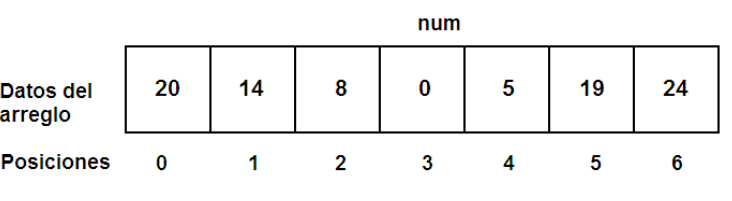 num
Datos del arreglo 20 14 8 0 5 19 24
Posiciones 0 1 2 3 4 5 6